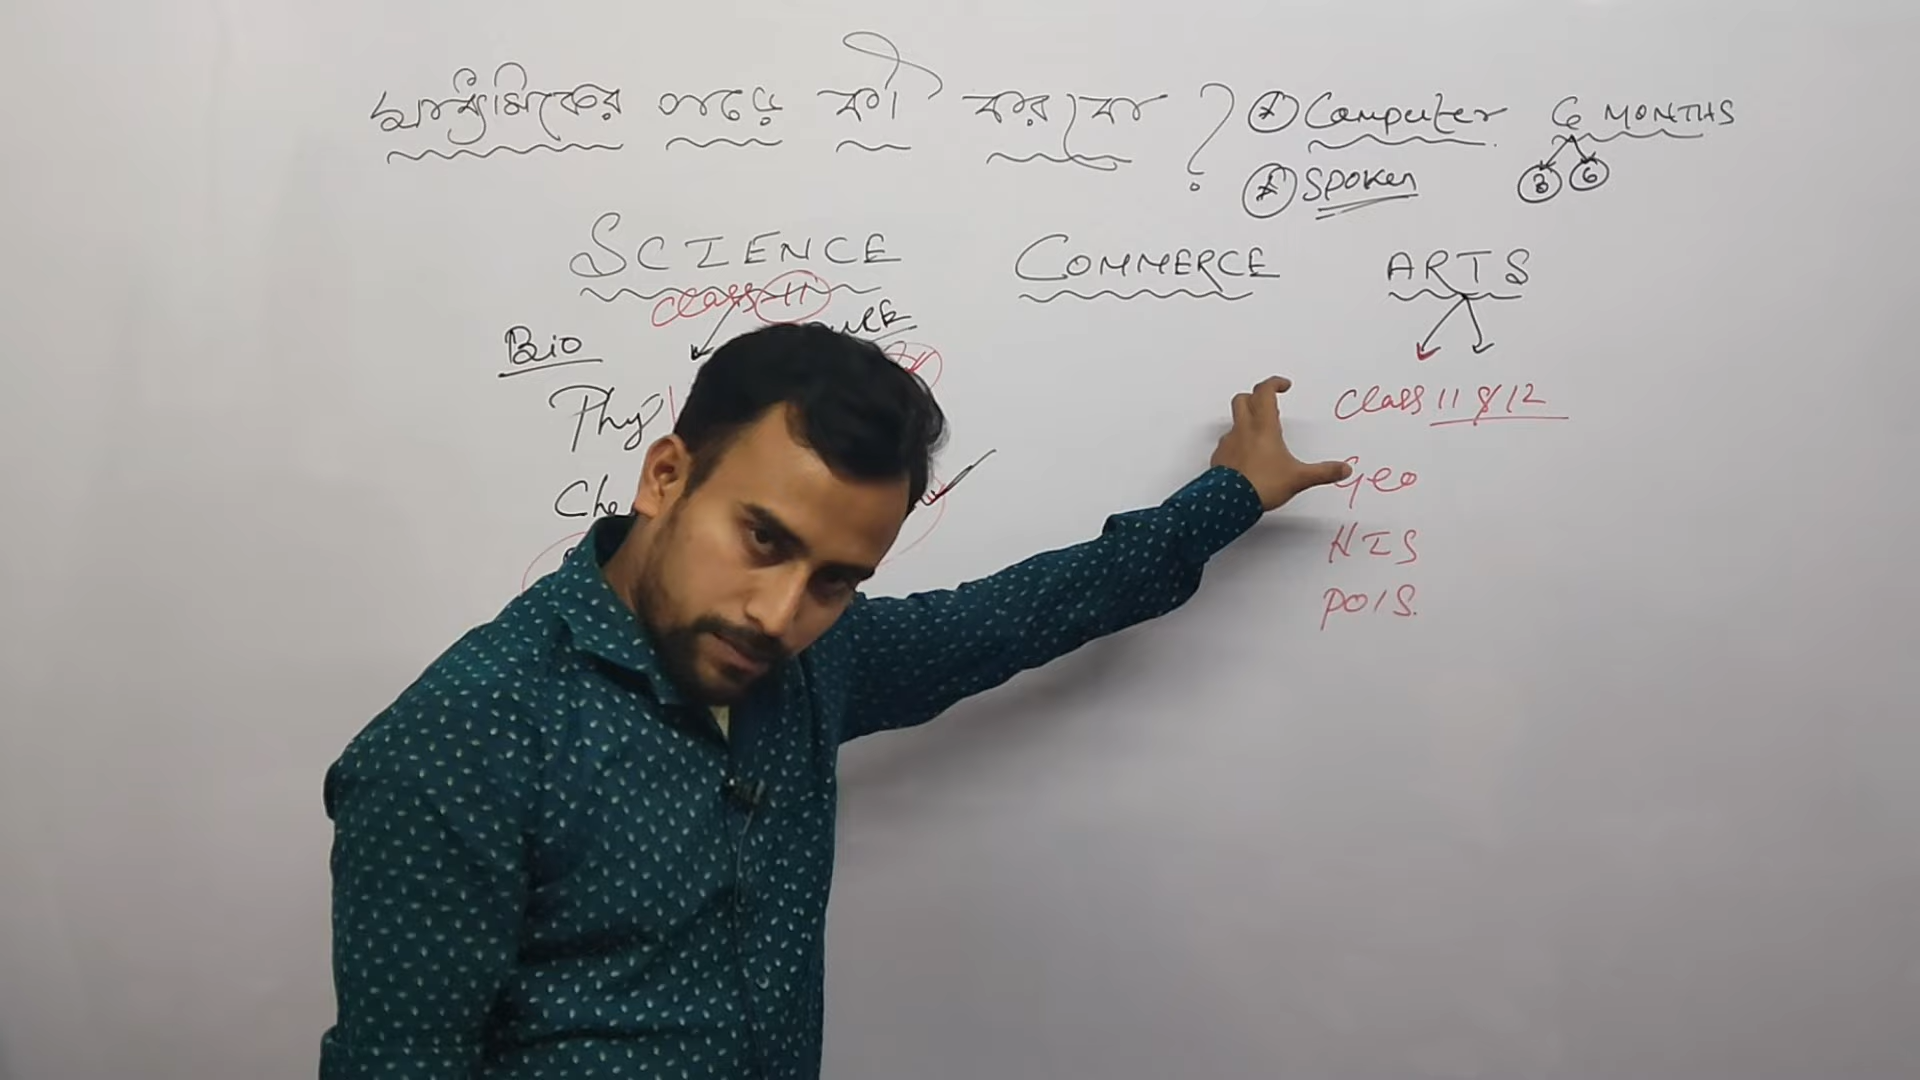 মাধ্যমিকের পরে কী করবো ?
① Computer 6 MONTHS
② Spoken 3 6
SCIENCE COMMERCE ARTS
Class-11
Bio
Phy
Class 11 & 12
Che
Geo
HIS
POIS.